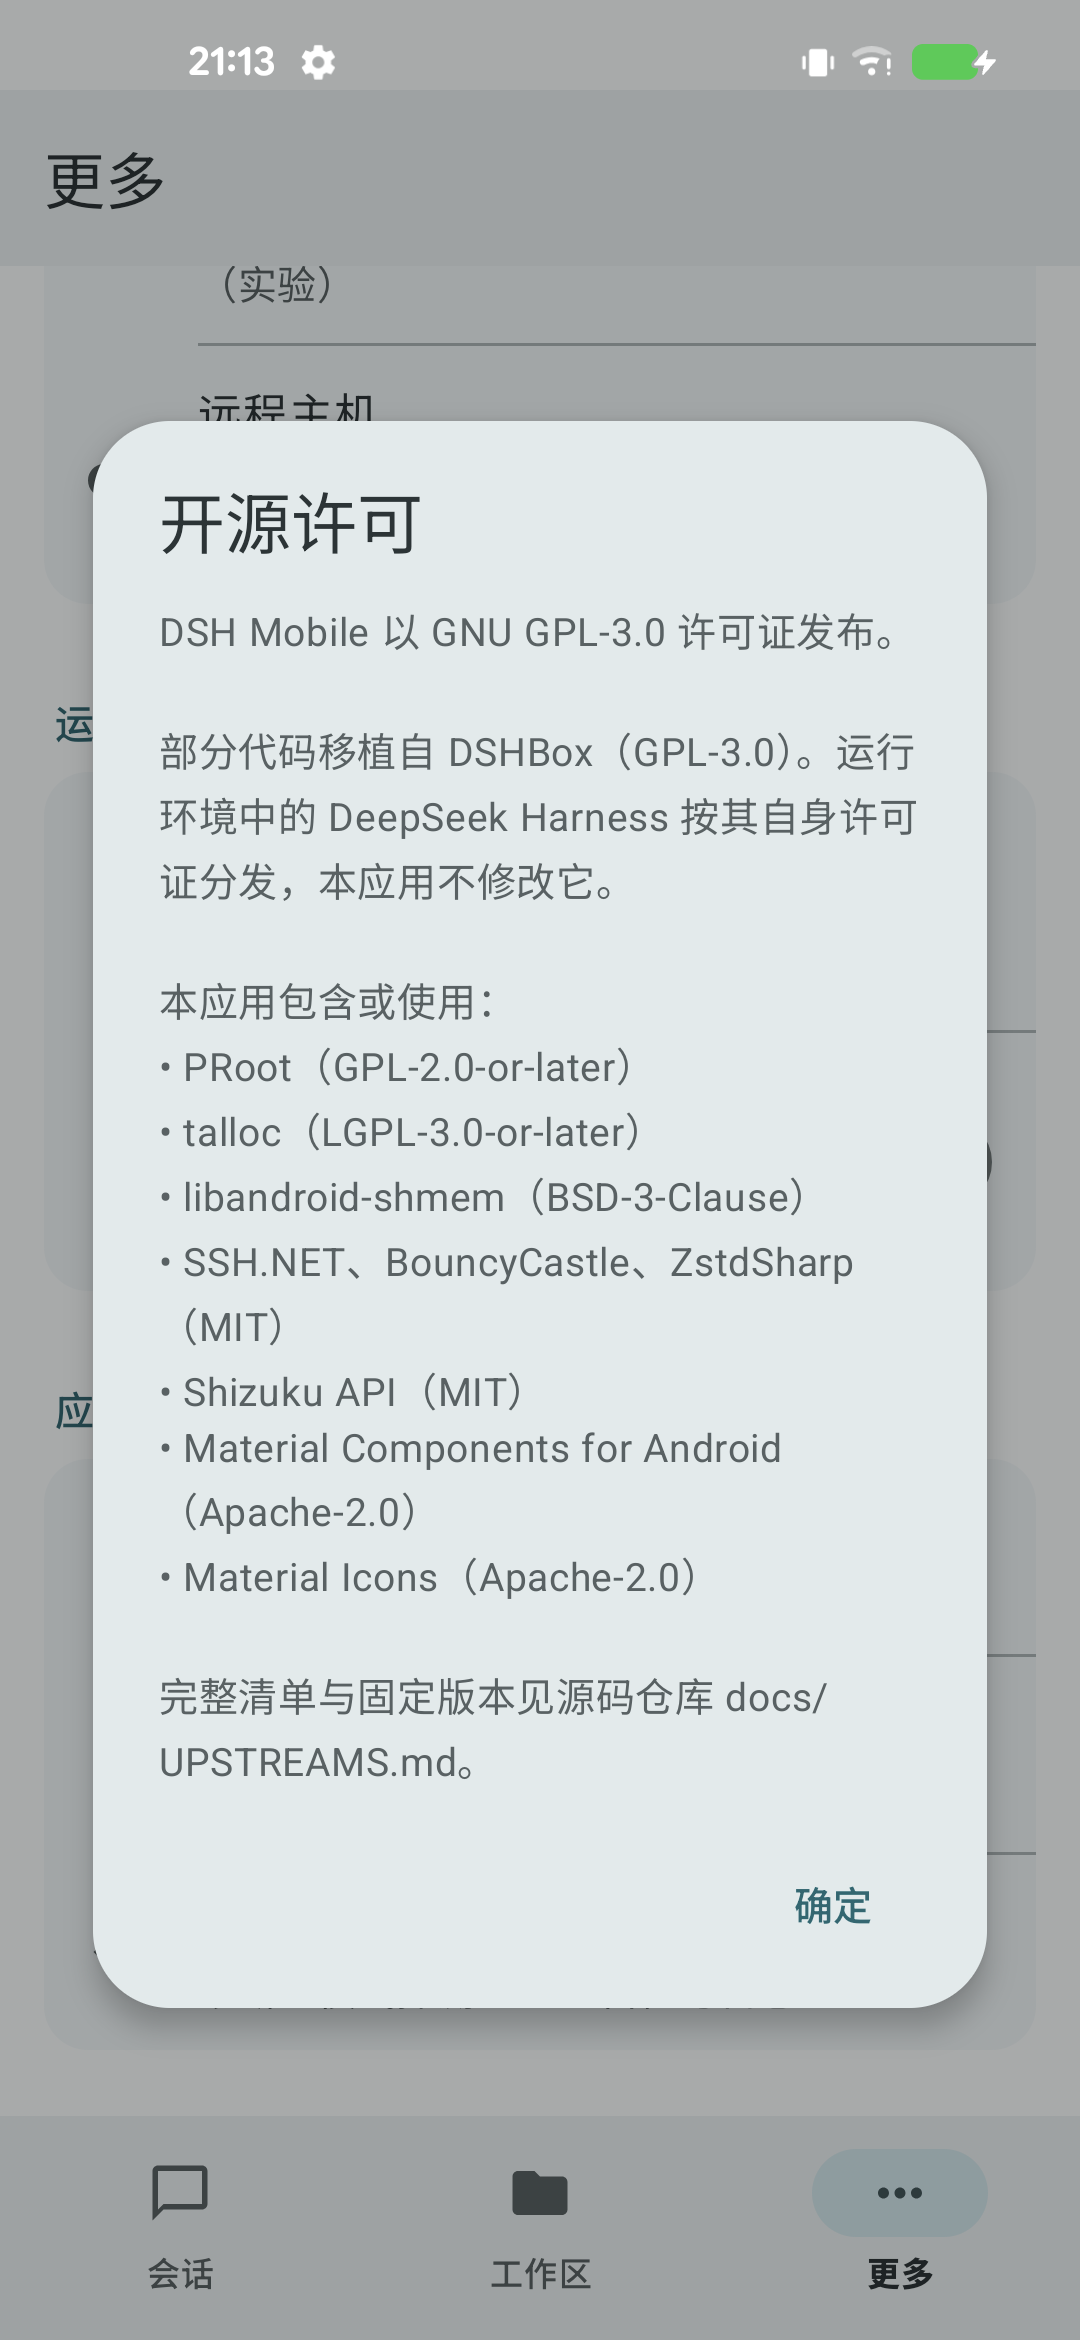 21:13
更多
（实验）
远程主机
开源许可
DSH Mobile 以 GNU GPL-3.0 许可证发布。
运
部分代码移植自 DSHBox（GPL-3.0）。运行
环境中的 DeepSeek Harness 按其自身许可
证分发，本应用不修改它。
本应用包含或使用：
• PRoot（GPL-2.0-or-later）
• talloc（LGPL-3.0-or-later）
• libandroid-shmem（BSD-3-Clause）
• SSH.NET、BouncyCastle、ZstdSharp
（MIT）
• Shizuku API（MIT）
应
• Material Components for Android
（Apache-2.0）
• Material Icons（Apache-2.0）
完整清单与固定版本见源码仓库 docs/
UPSTREAMS.md。
确定
会话
工作区
更多